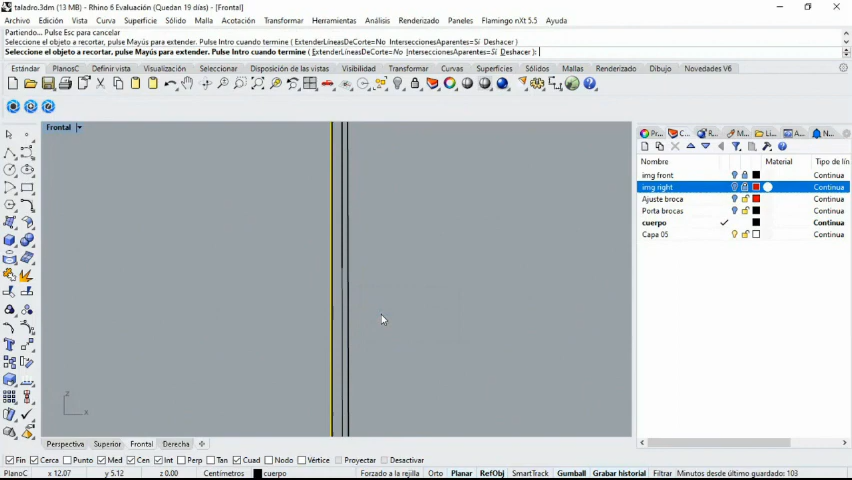 taladro.3dm (13 MB) - Rhino 6 Evaluación (Quedan 19 días) - [Frontal]
Archivo Edición Vista Curva Superficie Sólido Malla Acotación Transformar Herramientas Análisis Renderizado Paneles Flamingo nXt 5.5 Ayuda
Partiendo... Pulse Esc para cancelar
Seleccione el objeto a recortar, pulse Mayús para extender. Pulse Intro cuando termine ( ExtenderLíneasDeCorte=No InterseccionesAparentes=Sí Deshacer )
Seleccione el objeto a recortar, pulse Mayús para extender. Pulse Intro cuando termine ( ExtenderLíneasDeCorte=No InterseccionesAparentes=Sí Deshacer ):
Estándar PlanosC Definir vista Visualización Seleccionar Disposición de las vistas Visibilidad Transformar Curvas Superficies Sólidos Mallas Renderizado Dibujo Novedades V6
Frontal
Pr... C... R... M... Li... A... N...
Nombre Material Tipo de lín
img front Continua
img right Continua
Ajuste broca Continua
Porta brocas Continua
cuerpo Continua
Capa 05 Continua
z
x
Perspectiva Superior Frontal Derecha
Fin Cerca Punto Med Cen Int Perp Tan Cuad Nodo Vértice Proyectar Desactivar
PlanoC x 12.07 y 5.12 z 0.00 Centímetros cuerpo Forzado a la rejilla Orto Planar RefObj SmartTrack Gumball Grabar historial Filtrar Minutos desde último guardado: 103